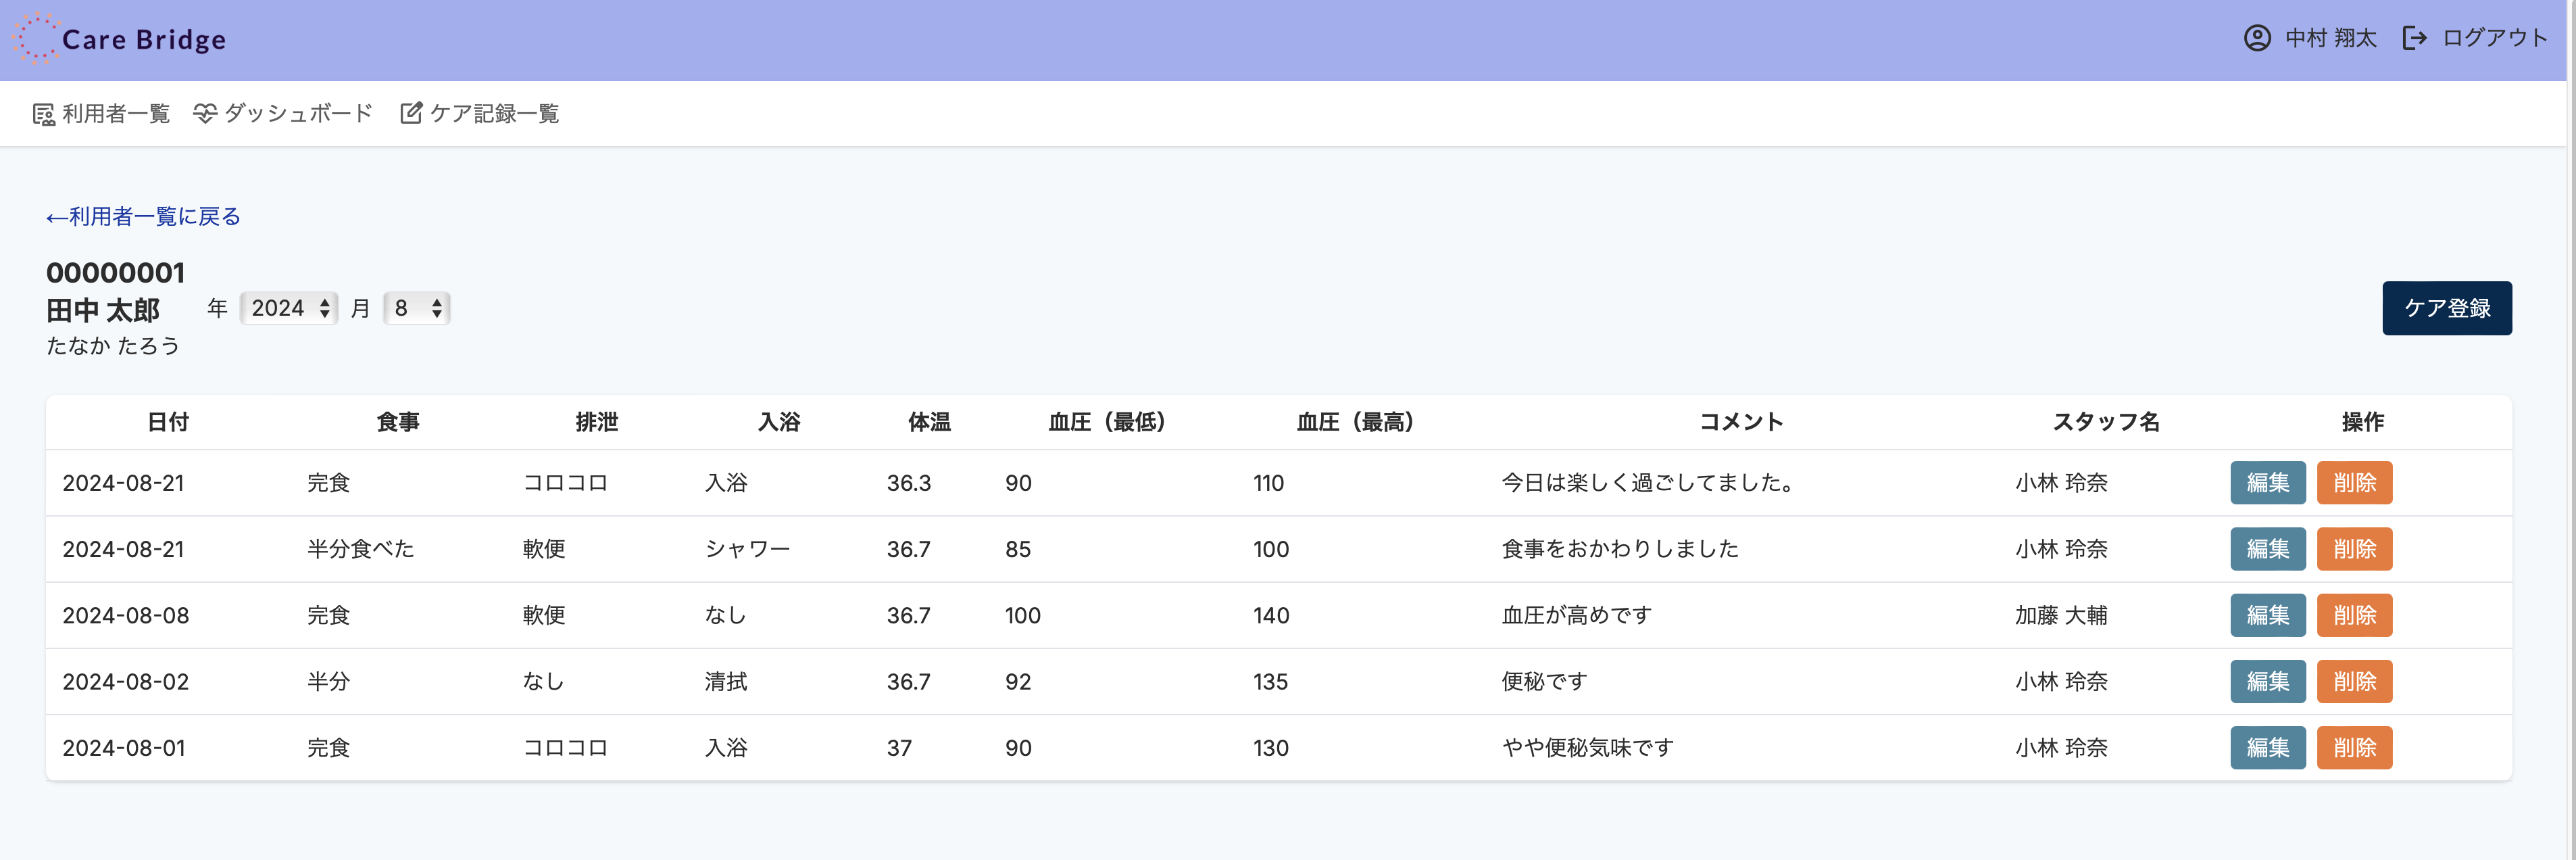 Care Bridge
中村 翔太 ログアウト
利用者一覧 ダッシュボード ケア記録一覧
←利用者一覧に戻る
00000001
田中 太郎
たなか たろう
年 2024 月 8
ケア登録
日付 食事 排泄 入浴 体温 血圧（最低） 血圧（最高） コメント スタッフ名 操作
2024-08-21 完食 コロコロ 入浴 36.3 90 110 今日は楽しく過ごしてました。 小林 玲奈 編集 削除
2024-08-21 半分食べた 軟便 シャワー 36.7 85 100 食事をおかわりしました 小林 玲奈 編集 削除
2024-08-08 完食 軟便 なし 36.7 100 140 血圧が高めです 加藤 大輔 編集 削除
2024-08-02 半分 なし 清拭 36.7 92 135 便秘です 小林 玲奈 編集 削除
2024-08-01 完食 コロコロ 入浴 37 90 130 やや便秘気味です 小林 玲奈 編集 削除